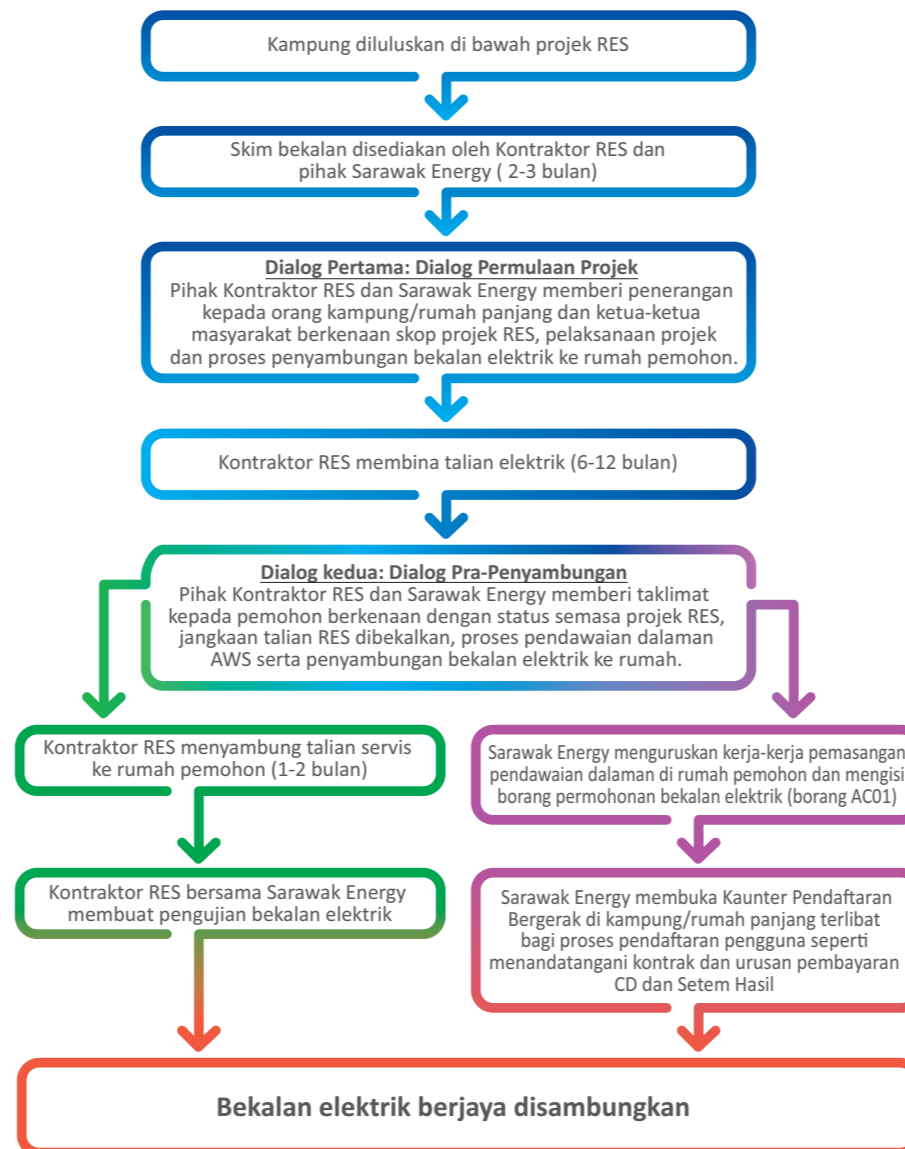 Kampung diluluskan di bawah projek RES
Skim bekalan disediakan oleh Kontraktor RES dan
pihak Sarawak Energy ( 2-3 bulan)
Dialog Pertama: Dialog Permulaan Projek
Pihak Kontraktor RES dan Sarawak Energy memberi penerangan
kepada orang kampung/rumah panjang dan ketua-ketua
masyarakat berkenaan skop projek RES, pelaksanaan projek
dan proses penyambungan bekalan elektrik ke rumah pemohon.
Kontraktor RES membina talian elektrik (6-12 bulan)
Dialog kedua: Dialog Pra-Penyambungan
Pihak Kontraktor RES dan Sarawak Energy memberi taklimat
kepada pemohon berkenaan dengan status semasa projek RES,
jangkaan talian RES dibekalkan, proses pendawaian dalaman
AWS serta penyambungan bekalan elektrik ke rumah.
Kontraktor RES menyambung talian servis
ke rumah pemohon (1-2 bulan)
Kontraktor RES bersama Sarawak Energy
membuat pengujian bekalan elektrik
Sarawak Energy menguruskan kerja-kerja pemasangan
pendawaian dalaman di rumah pemohon dan mengisi
borang permohonan bekalan elektrik (borang AC01)
Sarawak Energy membuka Kaunter Pendaftaran
Bergerak di kampung/rumah panjang terlibat
bagi proses pendaftaran pengguna seperti
menandatangani kontrak dan urusan pembayaran
CD dan Setem Hasil
Bekalan elektrik berjaya disambungkan